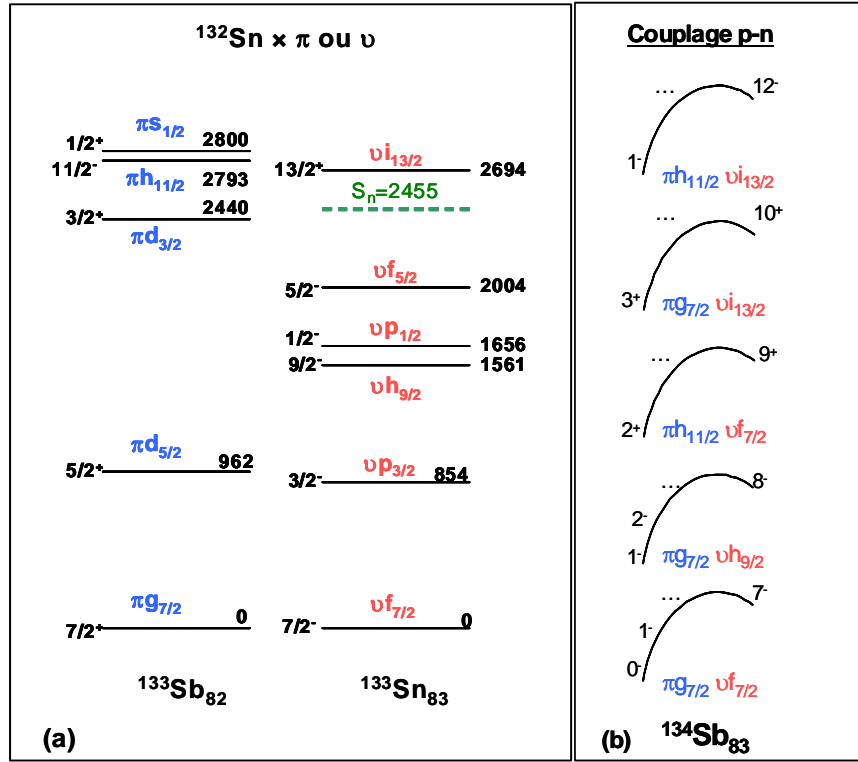 ¹³²Sn × π ou υ
πs₁/₂
1/2⁺ 2800
11/2⁻
πh₁₁/₂ 2793
3/2⁺ 2440
πd₃/₂
υi₁₃/₂
13/2⁺ 2694
Sₙ=2455
υf₅/₂
5/2⁻ 2004
υp₁/₂
1/2⁻ 1656
9/2⁻ 1561
υh₉/₂
πd₅/₂
5/2⁺ 962
υp₃/₂
3/2⁻ 854
πg₇/₂
7/2⁺ 0
υf₇/₂
7/2⁻ 0
¹³³Sb₈₂
¹³³Sn₈₃
(a)
Couplage p-n
... 12⁻
1⁻
πh₁₁/₂ υi₁₃/₂
... 10⁺
3⁺
πg₇/₂ υi₁₃/₂
... 9⁺
2⁺
πh₁₁/₂ υf₇/₂
... 8⁻
2⁻
1⁻
πg₇/₂ υh₉/₂
... 7⁻
1⁻
0⁻
πg₇/₂ υf₇/₂
(b) ¹³⁴Sb₈₃